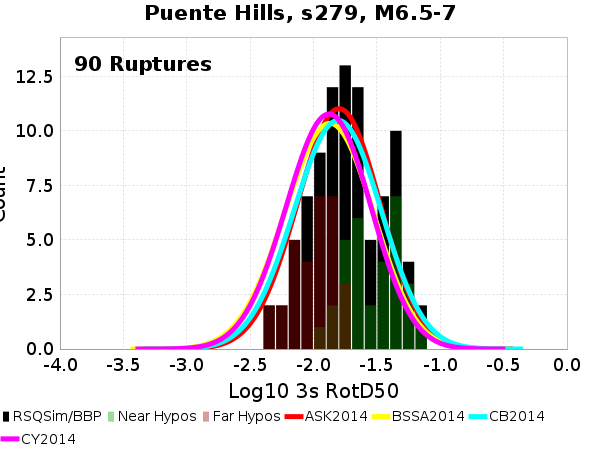 Puente Hills, s279, M6.5-7
90 Ruptures
12.5
10.0
7.5
5.0
2.5
0.0
Count
-4.0 -3.5 -3.0 -2.5 -2.0 -1.5 -1.0 -0.5 0.0
Log10 3s RotD50
RSQSim/BBP Near Hypos Far Hypos ASK2014 BSSA2014 CB2014
CY2014